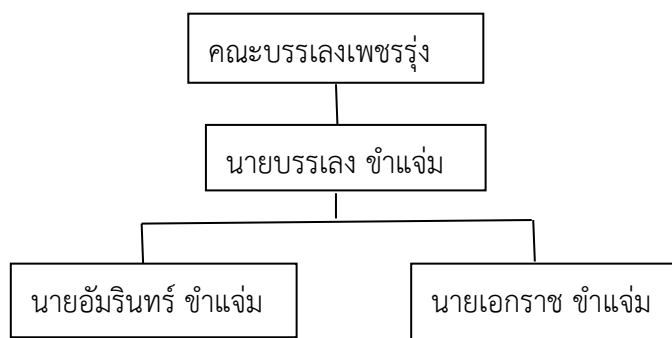 คณะบรรเลงเพชรรุ่ง
นายบรรเลง ขำแจ่ม
นายอัมรินทร์ ขำแจ่ม
นายเอกราช ขำแจ่ม